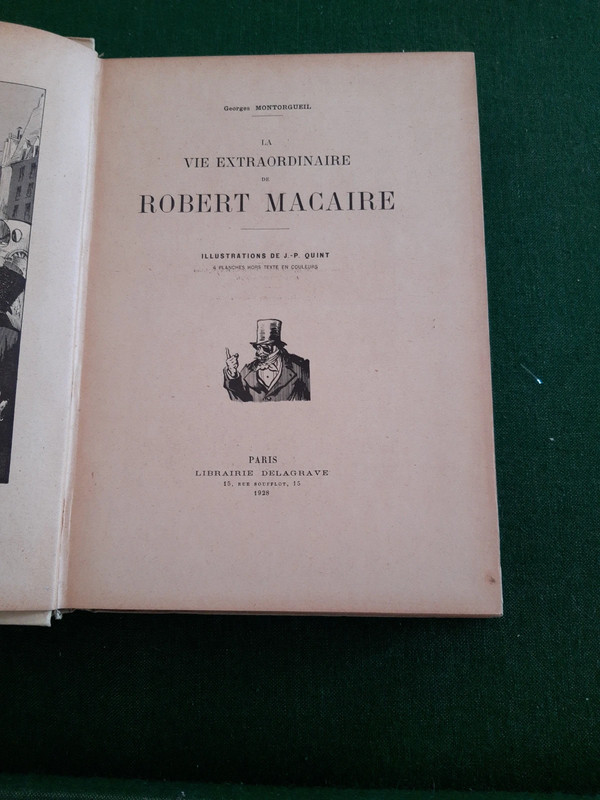 Georges MONTORGUEIL
LA
VIE EXTRAORDINAIRE
DE
ROBERT MACAIRE
ILLUSTRATIONS DE J.-P. QUINT
PLANCHES HORS TEXTE EN COULEURS
PARIS
LIBRAIRIE DELAGRAVE
15, RUE SOUFFLOT, 15
1928